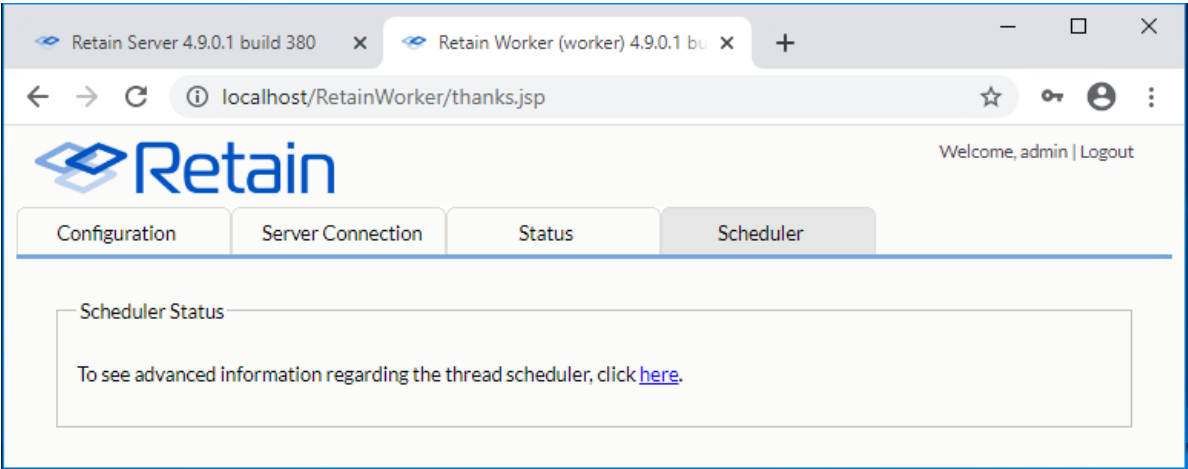 Retain Server 4.9.0.1 build 380
Retain Worker (worker) 4.9.0.1 bu
localhost/RetainWorker/thanks.jsp
Retain
Welcome, admin | Logout
Configuration Server Connection Status Scheduler
Scheduler Status
To see advanced information regarding the thread scheduler, click here.